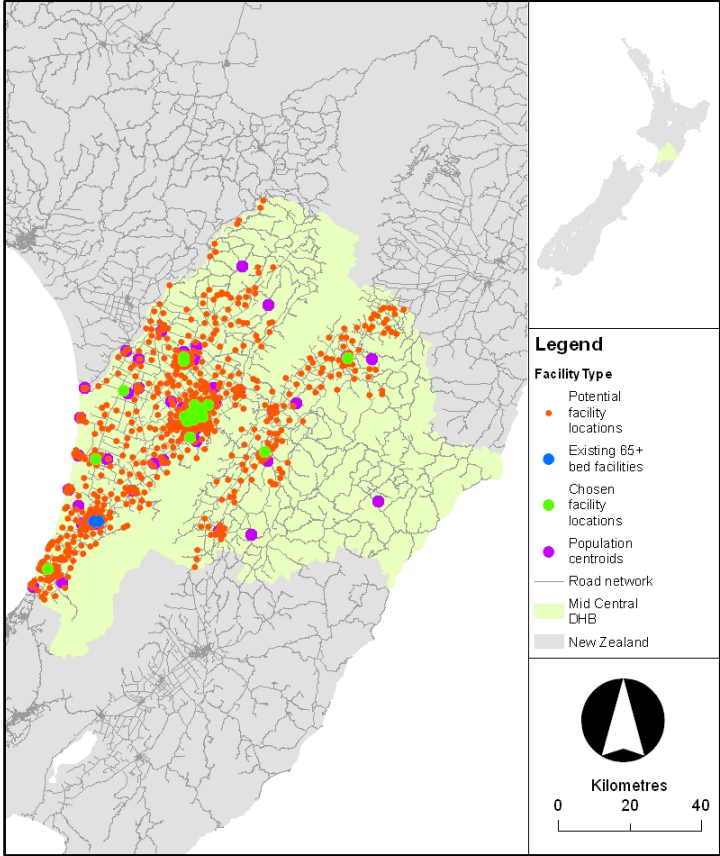 Legend
Facility Type
Potential
facility
locations
Existing 65+
bed facilities
Chosen
facility
locations
Population
centroids
Road network
Mid Central
DHB
New Zealand
Kilometres
0 20 40